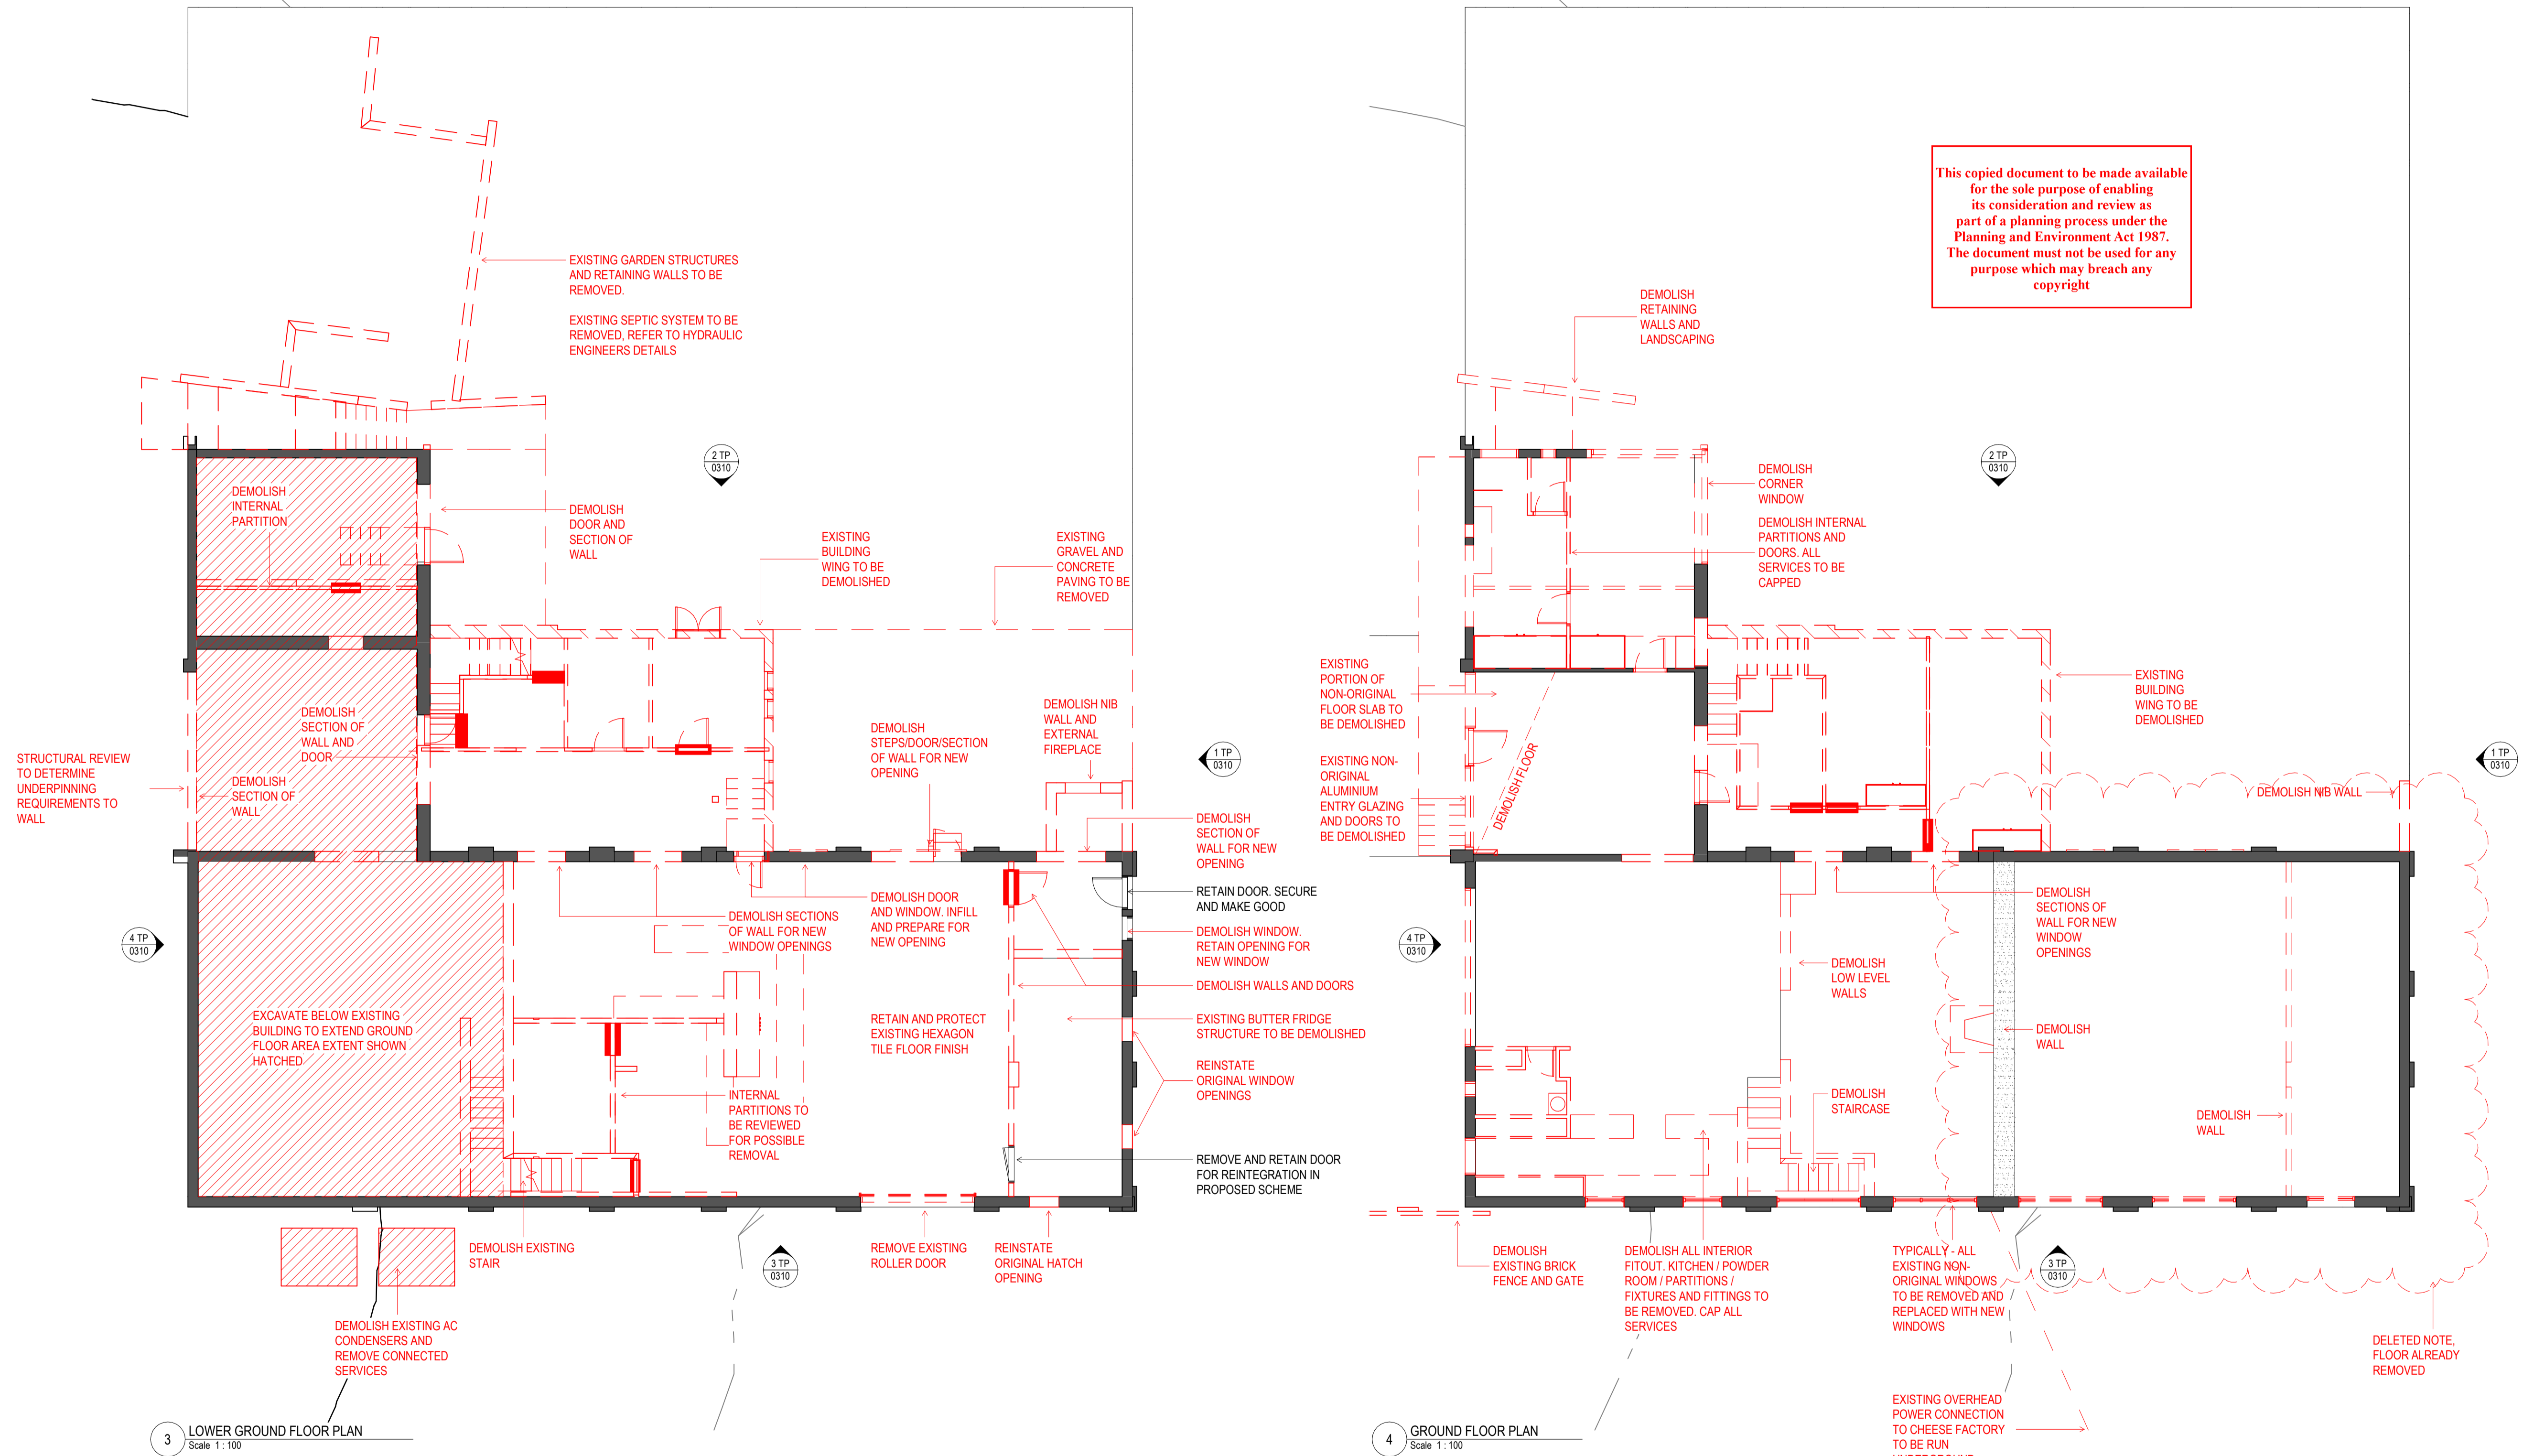 This copied document to be made available
for the sole purpose of enabling
its consideration and review as
part of a planning process under the
Planning and Environment Act 1987.
The document must not be used for any
purpose which may breach any
copyright
EXISTING GARDEN STRUCTURES
AND RETAINING WALLS TO BE
REMOVED.
EXISTING SEPTIC SYSTEM TO BE
REMOVED, REFER TO HYDRAULIC
ENGINEERS DETAILS
2 TP
0310
DEMOLISH
INTERNAL
PARTITION
DEMOLISH
DOOR AND
SECTION OF
WALL
EXISTING
BUILDING
WING TO BE
DEMOLISHED
EXISTING
GRAVEL AND
CONCRETE
PAVING TO BE
REMOVED
DEMOLISH
SECTION OF
WALL AND
DOOR
DEMOLISH
STEPS/DOOR/SECTION
OF WALL FOR NEW
OPENING
DEMOLISH NIB
WALL AND
EXTERNAL
FIREPLACE
1 TP
0310
STRUCTURAL REVIEW
TO DETERMINE
UNDERPINNING
REQUIREMENTS TO
WALL
DEMOLISH
SECTION OF
WALL
DEMOLISH
SECTION OF
WALL FOR NEW
OPENING
RETAIN DOOR. SECURE
AND MAKE GOOD
DEMOLISH SECTIONS
OF WALL FOR NEW
WINDOW OPENINGS
DEMOLISH DOOR
AND WINDOW. INFILL
AND PREPARE FOR
NEW OPENING
DEMOLISH WINDOW.
RETAIN OPENING FOR
NEW WINDOW
4 TP
0310
DEMOLISH WALLS AND DOORS
EXCAVATE BELOW EXISTING
BUILDING TO EXTEND GROUND
FLOOR AREA EXTENT SHOWN
HATCHED
RETAIN AND PROTECT
EXISTING HEXAGON
TILE FLOOR FINISH
EXISTING BUTTER FRIDGE
STRUCTURE TO BE DEMOLISHED
REINSTATE
ORIGINAL WINDOW
OPENINGS
INTERNAL
PARTITIONS TO
BE REVIEWED
FOR POSSIBLE
REMOVAL
REMOVE AND RETAIN DOOR
FOR REINTEGRATION IN
PROPOSED SCHEME
DEMOLISH EXISTING
STAIR
3 TP
0310
REMOVE EXISTING
ROLLER DOOR
REINSTATE
ORIGINAL HATCH
OPENING
DEMOLISH EXISTING AC
CONDENSERS AND
REMOVE CONNECTED
SERVICES
3
LOWER GROUND FLOOR PLAN
Scale 1 : 100
DEMOLISH
RETAINING
WALLS AND
LANDSCAPING
DEMOLISH
CORNER
WINDOW
2 TP
0310
DEMOLISH INTERNAL
PARTITIONS AND
DOORS. ALL
SERVICES TO BE
CAPPED
EXISTING
PORTION OF
NON-ORIGINAL
FLOOR SLAB TO
BE DEMOLISHED
EXISTING
BUILDING
WING TO BE
DEMOLISHED
EXISTING NON-
ORIGINAL
ALUMINIUM
ENTRY GLAZING
AND DOORS TO
BE DEMOLISHED
DEMOLISH FLOOR
1 TP
0310
DEMOLISH NIB WALL
DEMOLISH
SECTIONS OF
WALL FOR NEW
WINDOW
OPENINGS
4 TP
0310
DEMOLISH
LOW LEVEL
WALLS
DEMOLISH
WALL
DEMOLISH
STAIRCASE
DEMOLISH
WALL
DEMOLISH
EXISTING BRICK
FENCE AND GATE
DEMOLISH ALL INTERIOR
FITOUT. KITCHEN / POWDER
ROOM / PARTITIONS /
FIXTURES AND FITTINGS TO
BE REMOVED. CAP ALL
SERVICES
TYPICALLY - ALL
EXISTING NON-
ORIGINAL WINDOWS
TO BE REMOVED AND
REPLACED WITH NEW
WINDOWS
3 TP
0310
DELETED NOTE,
FLOOR ALREADY
REMOVED
EXISTING OVERHEAD
POWER CONNECTION
TO CHEESE FACTORY
TO BE RUN
4
GROUND FLOOR PLAN
Scale 1 : 100